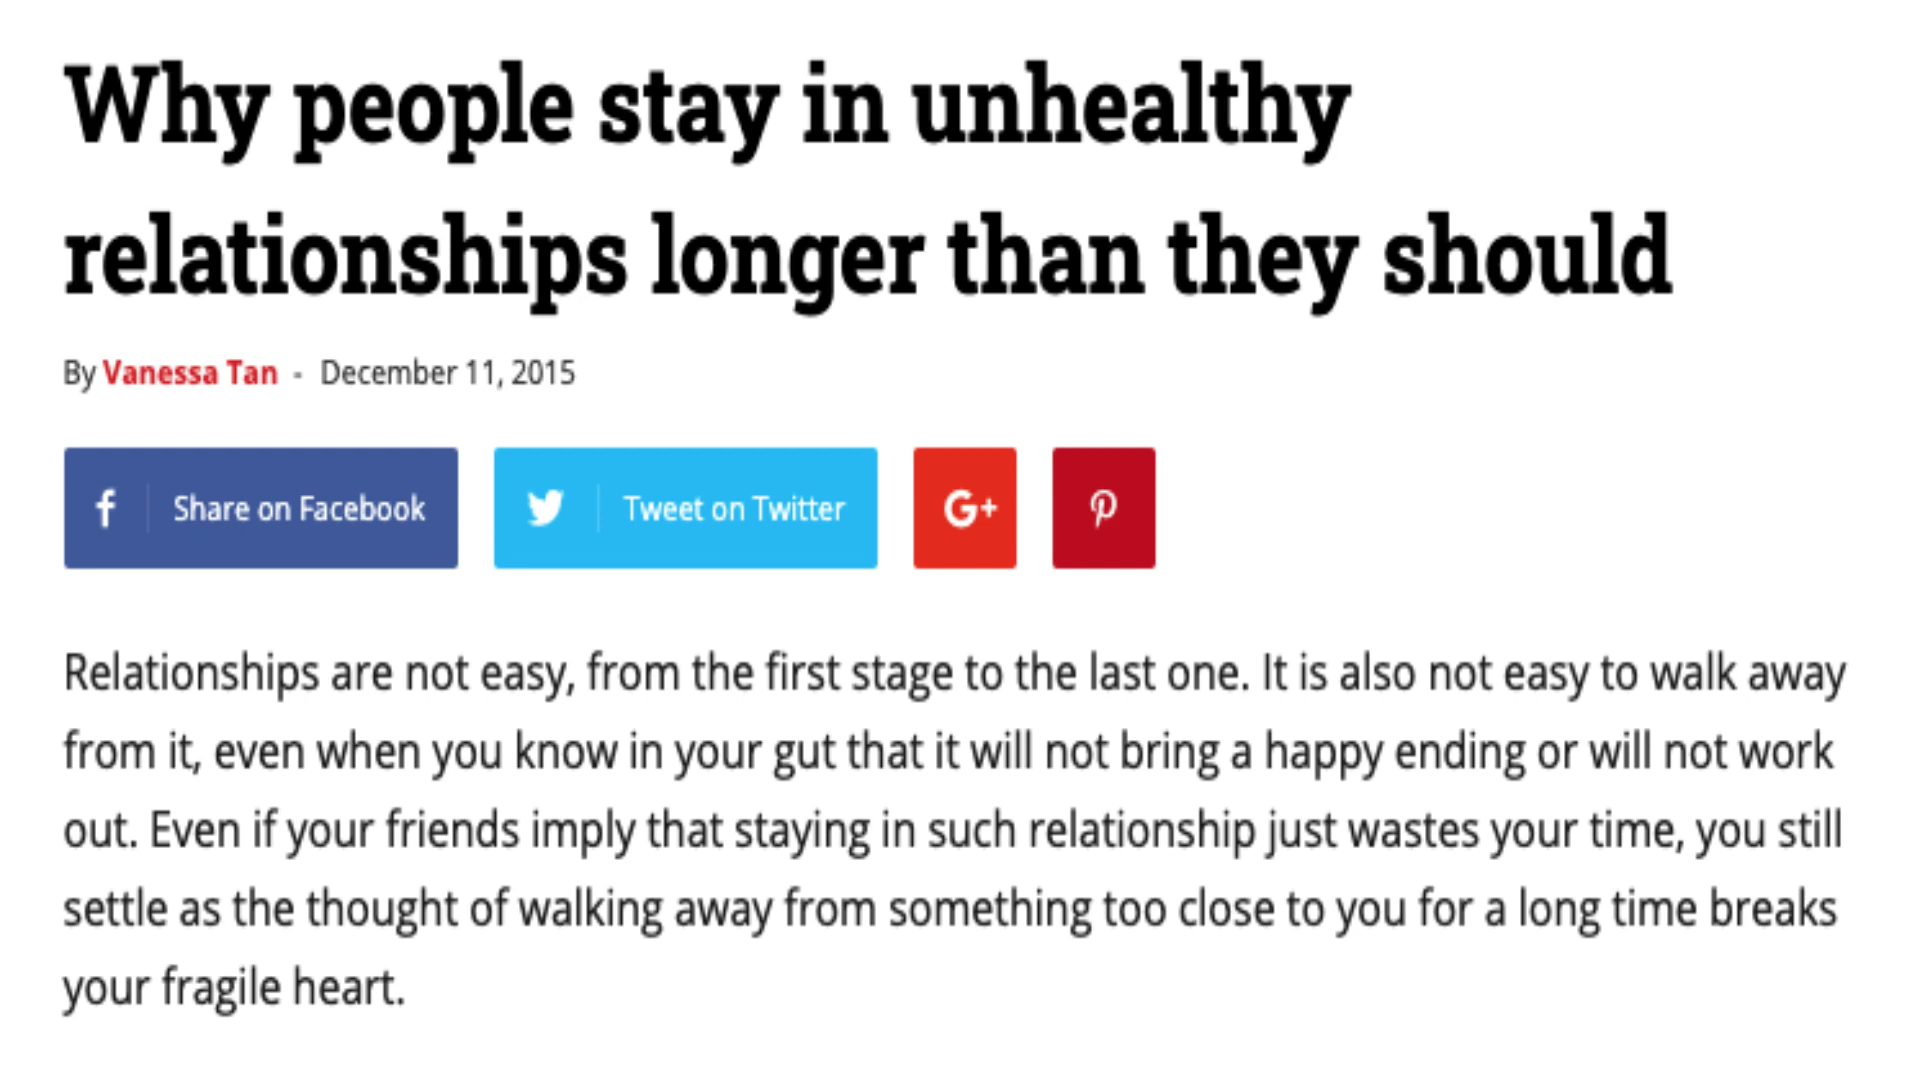 Why people stay in unhealthy
relationships longer than they should
By Vanessa Tan - December 11, 2015
f Share on Facebook Tweet on Twitter G+
Relationships are not easy, from the first stage to the last one. It is also not easy to walk away
from it, even when you know in your gut that it will not bring a happy ending or will not work
out. Even if your friends imply that staying in such relationship just wastes your time, you still
settle as the thought of walking away from something too close to you for a long time breaks
your fragile heart.